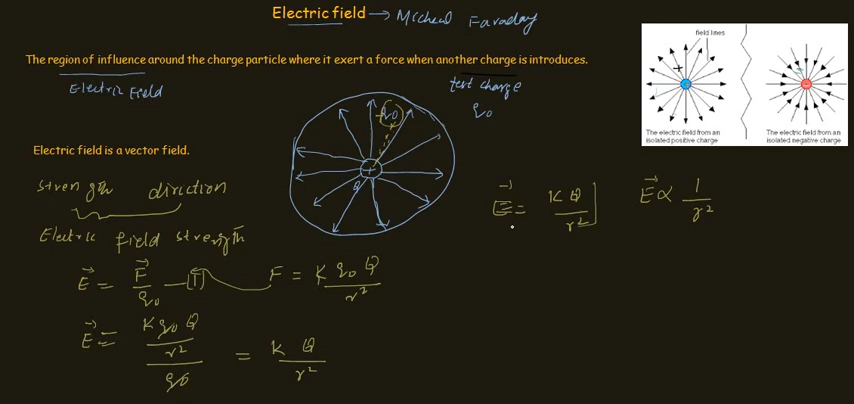 Electric field → Micheal Faraday
The region of influence around the charge particle where it exert a force when another charge is introduces.
Electric Field
test charge
q₀
q₀
+
Q
field lines
+
The electric field from an
isolated positive charge
The electric field from an
isolated negative charge
Electric field is a vector field.
Strength direction
Electric field strength
E⃗ = F⃗/q₀ —(1) F = K q₀ Q / r²
E⃗ = (K q₀ Q / r²) / q₀ = K Q / r²
E⃗ = K Q / r²
E⃗ ∝ 1 / r²